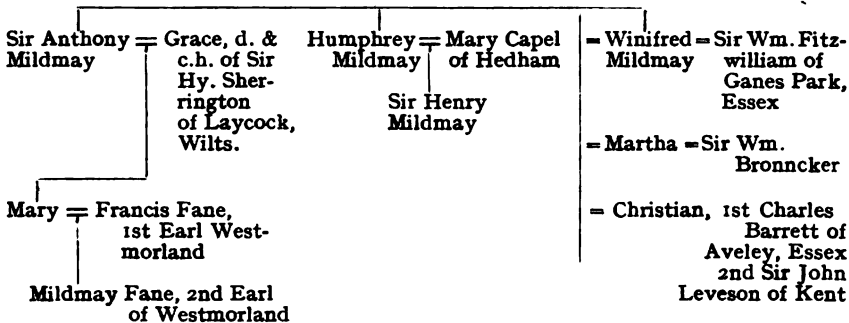 Sir Anthony = Grace, d. &
Mildmay c.h. of Sir
Hy. Sher-
rington
of Laycock,
Wilts.
Humphrey = Mary Capel
Mildmay of Hedham
Sir Henry
Mildmay
= Winifred = Sir Wm. Fitz-
Mildmay william of
Ganes Park,
Essex
= Martha = Sir Wm.
Bronncker
= Christian, 1st Charles
Barrett of
Aveley, Essex
2nd Sir John
Leveson of Kent
Mary = Francis Fane,
1st Earl West-
morland
Mildmay Fane, 2nd Earl
of Westmorland